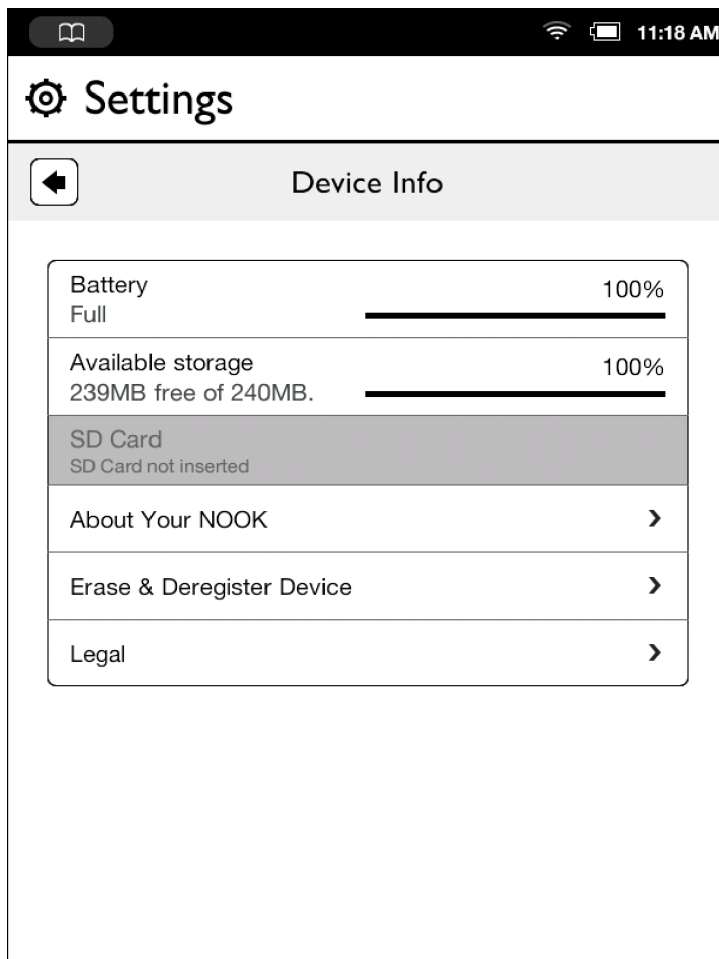 11:18 AM
Settings
Device Info
Battery
100%
Full
Available storage
100%
239MB free of 240MB.
SD Card
SD Card not inserted
About Your NOOK
Erase & Deregister Device
Legal